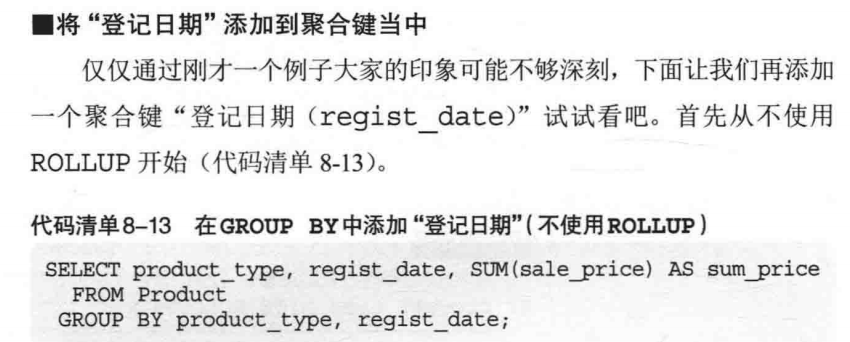 ■将“登记日期”添加到聚合键当中
仅仅通过刚才一个例子大家的印象可能不够深刻，下面让我们再添加
一个聚合键“登记日期（regist_date）”试试看吧。首先从不使用
ROLLUP 开始（代码清单 8-13）。
代码清单8-13 在GROUP BY中添加“登记日期”（不使用ROLLUP）
SELECT product_type, regist_date, SUM(sale_price) AS sum_price
FROM Product
GROUP BY product_type, regist_date;